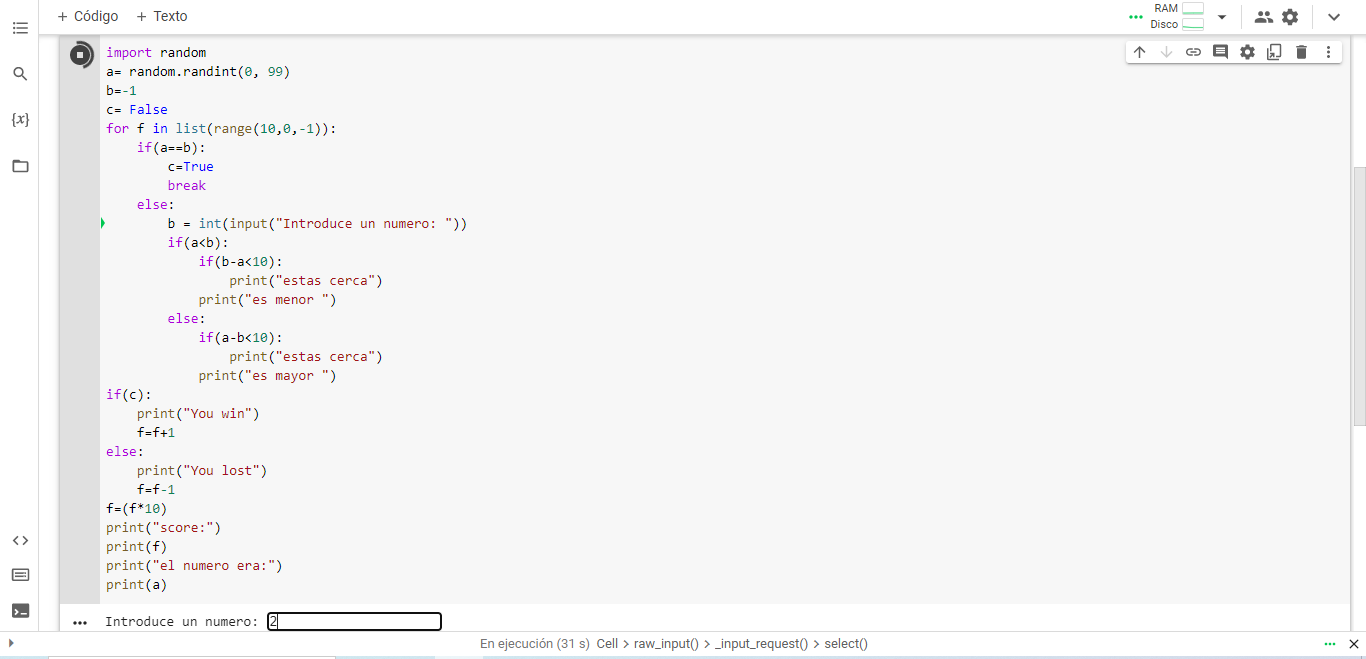 + Código + Texto
RAM
Disco
{x}
import random
a= random.randint(0, 99)
b=-1
c= False
for f in list(range(10,0,-1)):
    if(a==b):
        c=True
        break
    else:
        b = int(input("Introduce un numero: "))
        if(a<b):
            if(b-a<10):
                print("estas cerca")
            print("es menor ")
        else:
            if(a-b<10):
                print("estas cerca")
            print("es mayor ")
if(c):
    print("You win")
    f=f+1
else:
    print("You lost")
    f=f-1
f=(f*10)
print("score:")
print(f)
print("el numero era:")
print(a)
Introduce un numero: 2
En ejecución (31 s) Cell > raw_input() > _input_request() > select()